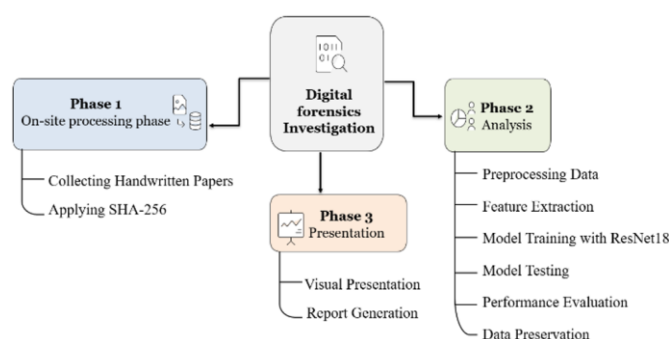 Digital
forensics
Investigation
Phase 1
On-site processing phase
Collecting Handwritten Papers
Applying SHA-256
Phase 2
Analysis
Preprocessing Data
Feature Extraction
Model Training with ResNet18
Model Testing
Performance Evaluation
Data Preservation
Phase 3
Presentation
Visual Presentation
Report Generation